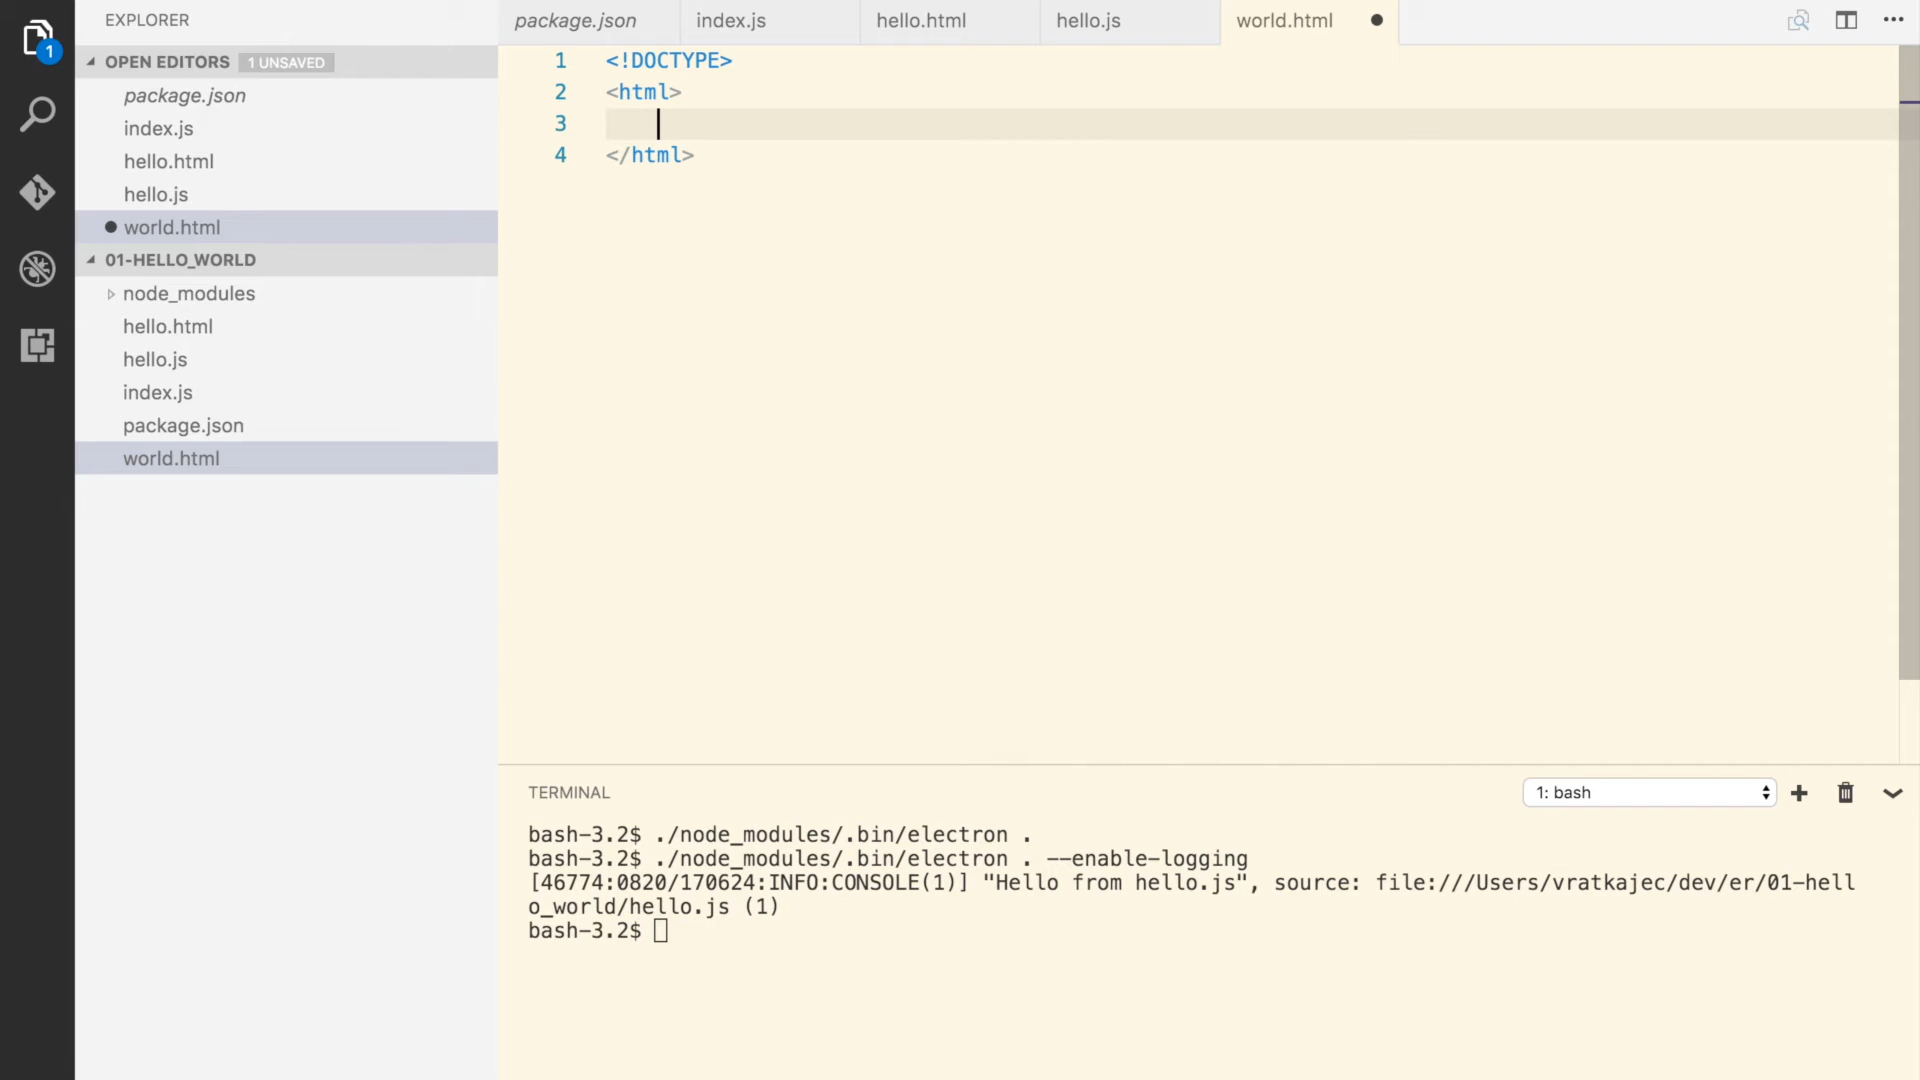 EXPLORER
1
OPEN EDITORS 1 UNSAVED
package.json
index.js
hello.html
hello.js
world.html
01-HELLO_WORLD
node_modules
hello.html
hello.js
index.js
package.json
world.html
package.json index.js hello.html hello.js world.html
1 <!DOCTYPE>
2 <html>
3
4 </html>
TERMINAL 1: bash
bash-3.2$ ./node_modules/.bin/electron .
bash-3.2$ ./node_modules/.bin/electron . --enable-logging
[46774:0820/170624:INFO:CONSOLE(1)] "Hello from hello.js", source: file:///Users/vratkajec/dev/er/01-hell
o_world/hello.js (1)
bash-3.2$